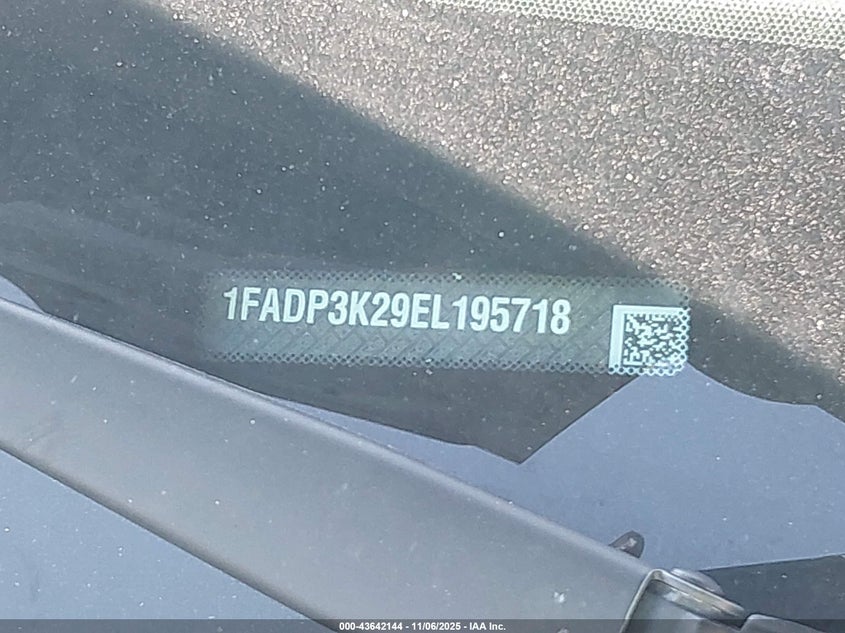 1FADP3K29EL195718
000-43642144 - 11/06/2025 - IAA Inc.